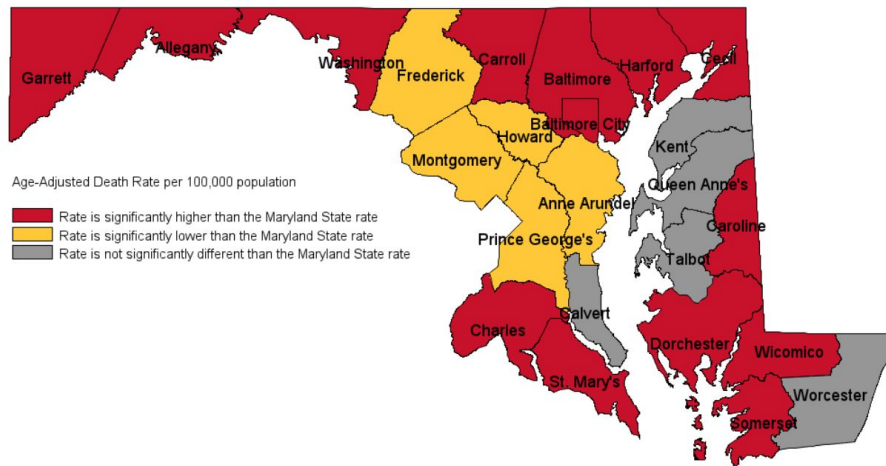 Garrett
Allegany
Washington
Frederick
Carroll
Baltimore
Harford
Cecil
Baltimore City
Howard
Montgomery
Kent
Queen Anne's
Anne Arundel
Caroline
Prince George's
Talbot
Calvert
Charles
Dorchester
Wicomico
St. Mary's
Worcester
Somerset
Age-Adjusted Death Rate per 100,000 population
Rate is significantly higher than the Maryland State rate
Rate is significantly lower than the Maryland State rate
Rate is not significantly different than the Maryland State rate